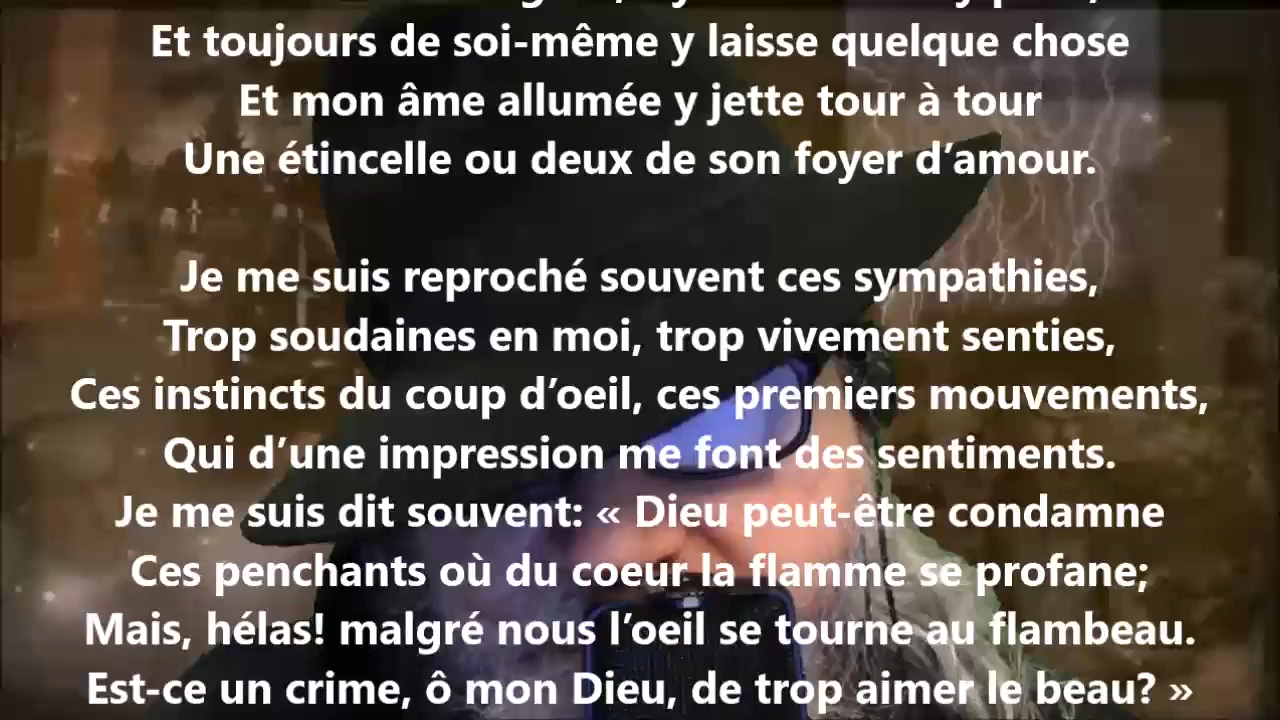 Et toujours de soi-même y laisse quelque chose
Et mon âme allumée y jette tour à tour
Une étincelle ou deux de son foyer d’amour.
Je me suis reproché souvent ces sympathies,
Trop soudaines en moi, trop vivement senties,
Ces instincts du coup d’oeil, ces premiers mouvements,
Qui d’une impression me font des sentiments.
Je me suis dit souvent: « Dieu peut-être condamne
Ces penchants où du coeur la flamme se profane;
Mais, hélas! malgré nous l’oeil se tourne au flambeau.
Est-ce un crime, ô mon Dieu, de trop aimer le beau? »